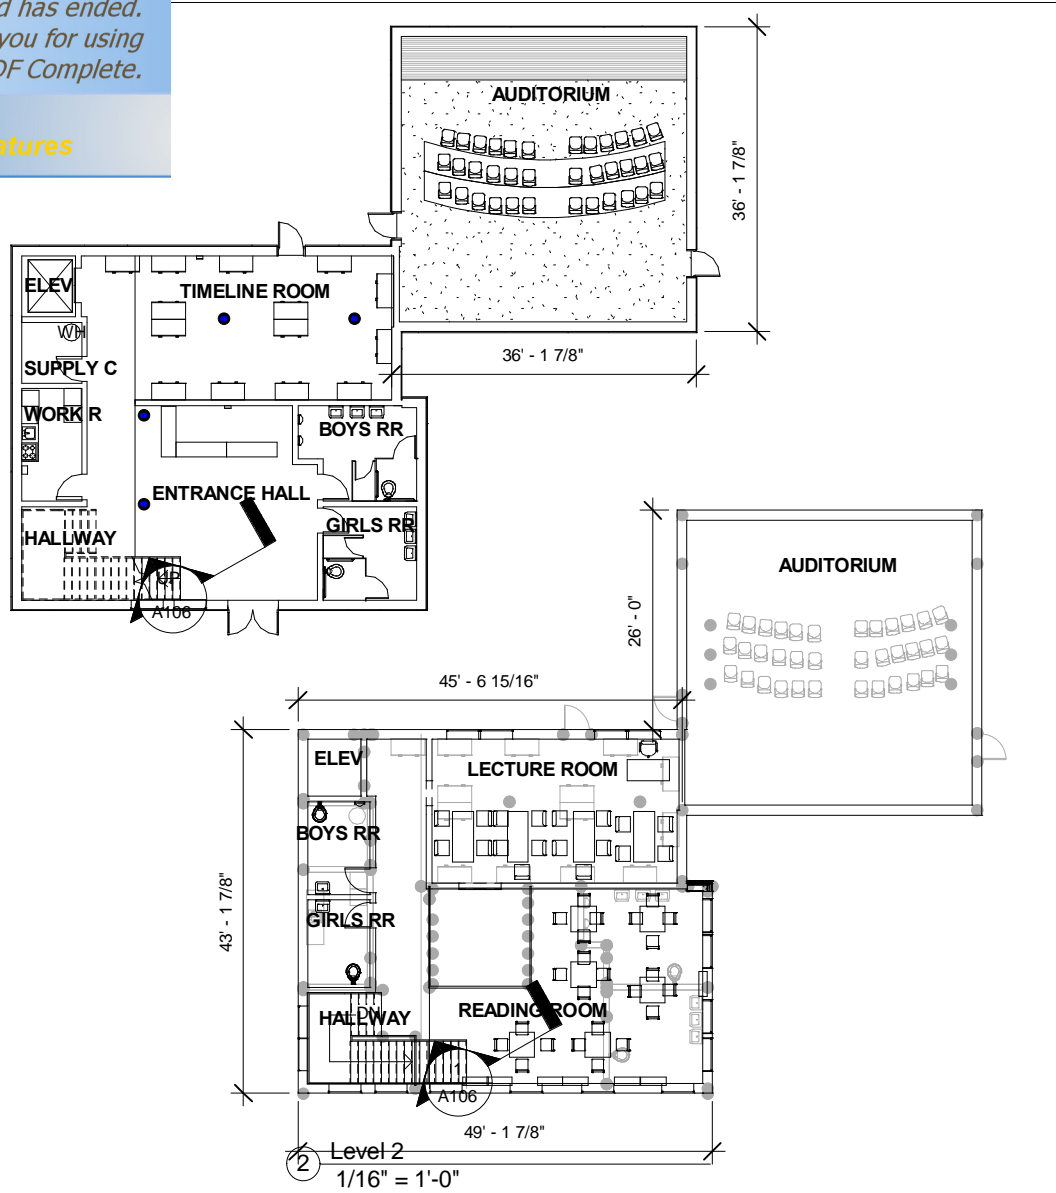 d has ended.
you for using
DF Complete.
atures
AUDITORIUM
36' - 1 7/8"
36' - 1 7/8"
ELEV
TIMELINE ROOM
WH
SUPPLY C
WORK R
BOYS RR
ENTRANCE HALL
GIRLS RR
HALLWAY
UP
A106
AUDITORIUM
26' - 0"
45' - 6 15/16"
ELEV
LECTURE ROOM
BOYS RR
43' - 1 7/8"
GIRLS RR
READING ROOM
HALLWAY
DN
A106
49' - 1 7/8"
2
Level 2
1/16" = 1'-0"